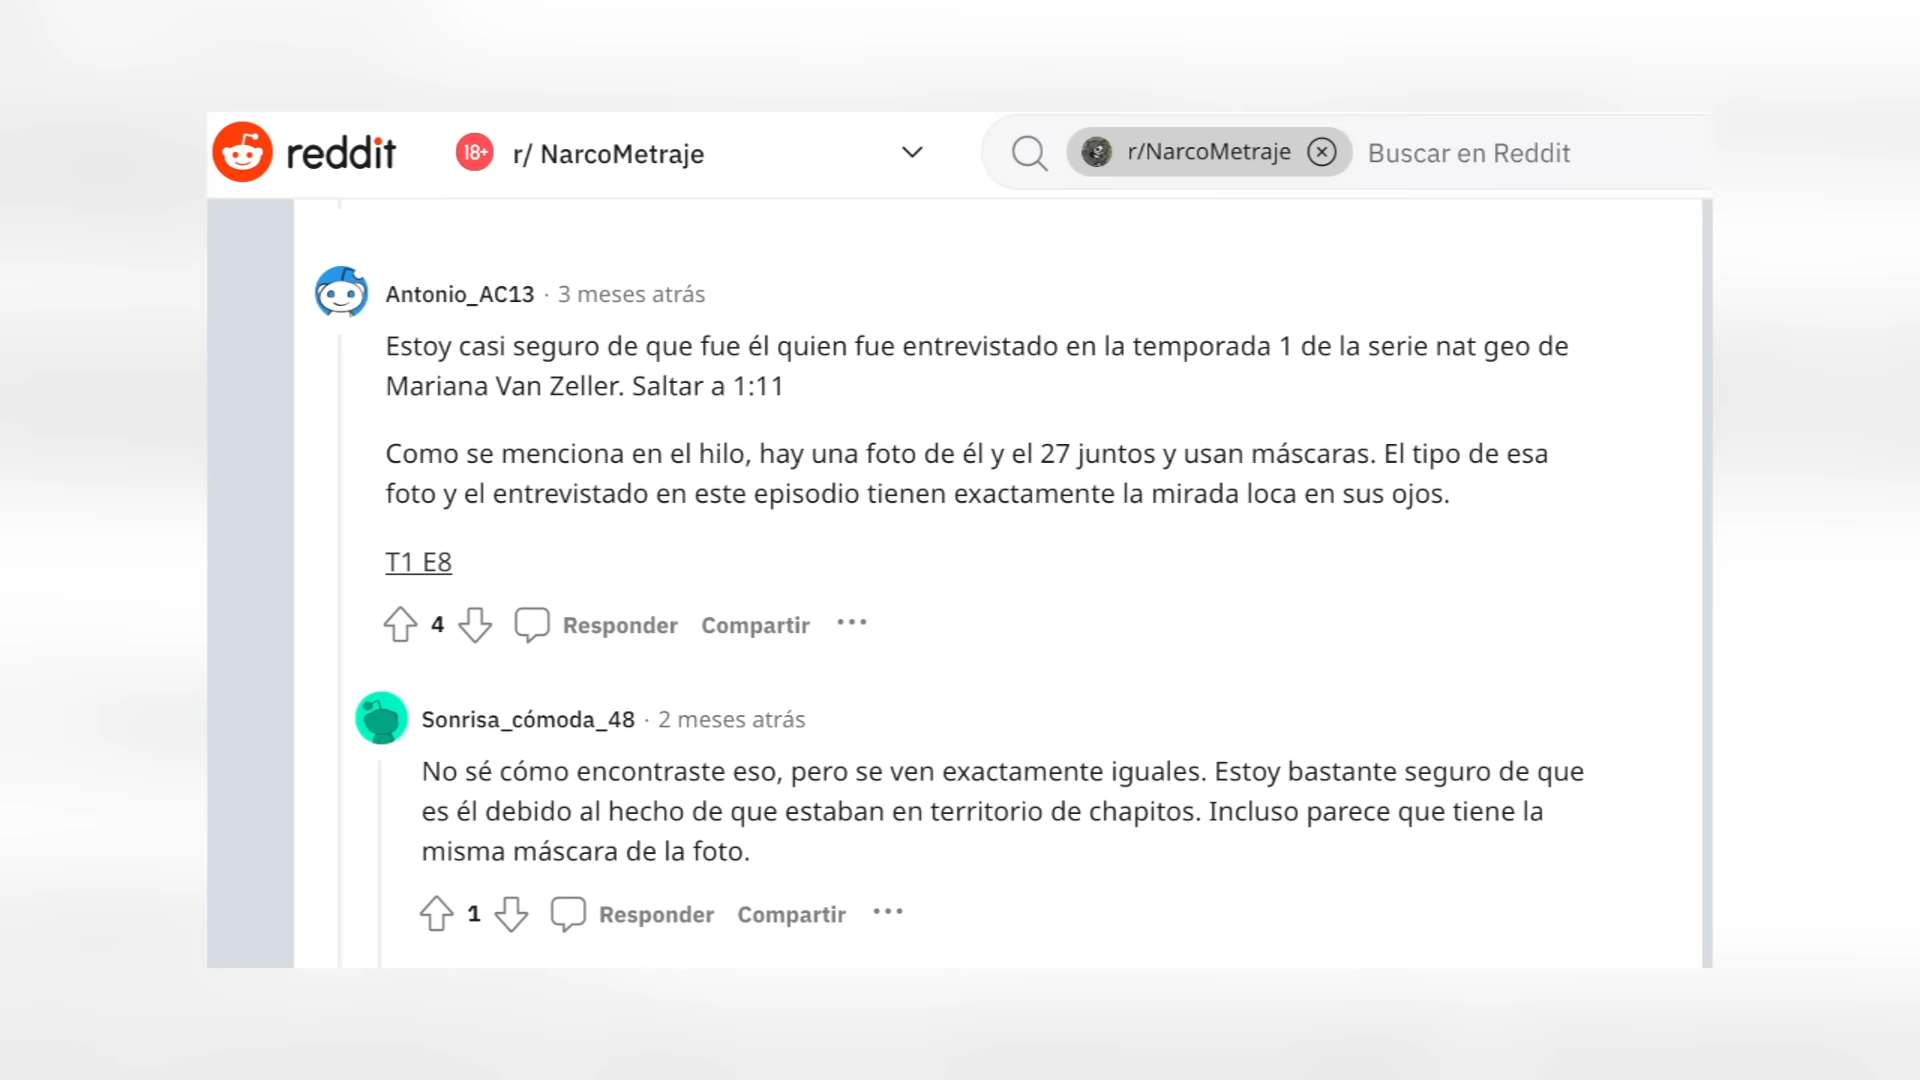 reddit
18+
r/ NarcoMetraje
r/NarcoMetraje
Buscar en Reddit
Antonio_AC13 · 3 meses atrás
Estoy casi seguro de que fue él quien fue entrevistado en la temporada 1 de la serie nat geo de
Mariana Van Zeller. Saltar a 1:11
Como se menciona en el hilo, hay una foto de él y el 27 juntos y usan máscaras. El tipo de esa
foto y el entrevistado en este episodio tienen exactamente la mirada loca en sus ojos.
T1 E8
4 Responder Compartir ···
Sonrisa_cómoda_48 · 2 meses atrás
No sé cómo encontraste eso, pero se ven exactamente iguales. Estoy bastante seguro de que
es él debido al hecho de que estaban en territorio de chapitos. Incluso parece que tiene la
misma máscara de la foto.
1 Responder Compartir ···